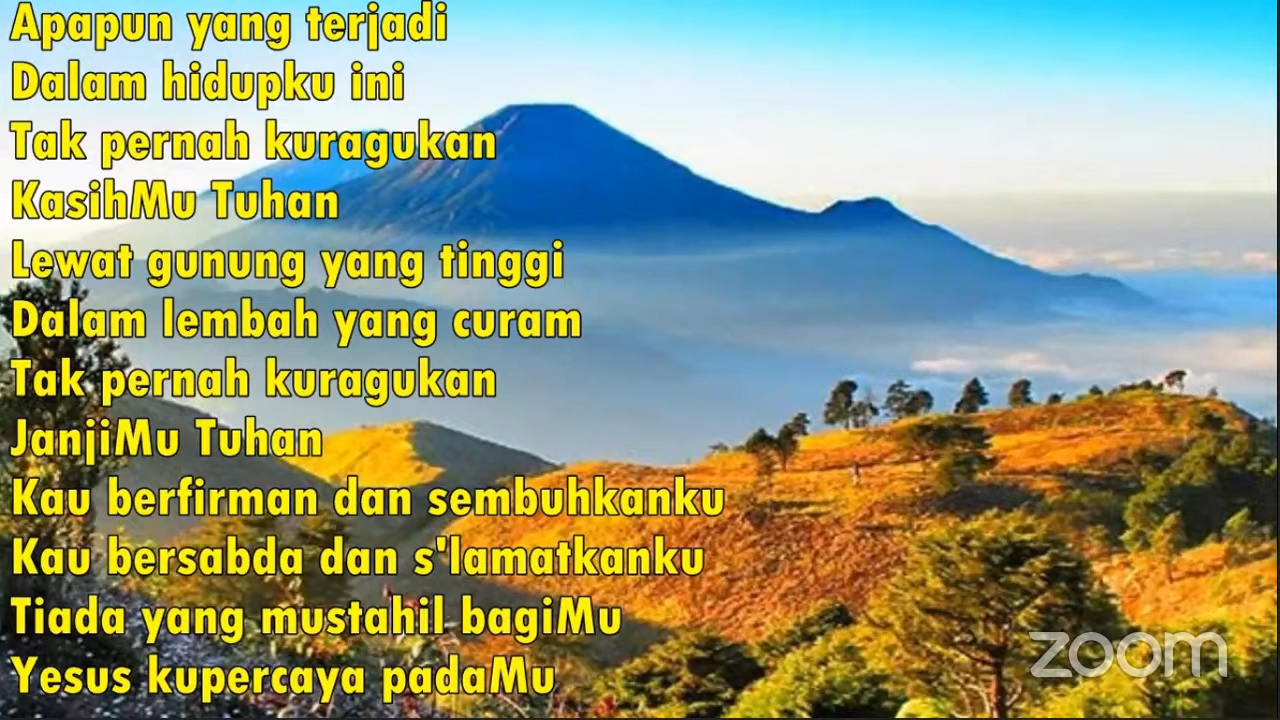 Apapun yang terjadi
Dalam hidupku ini
Tak pernah kuragukan
KasihMu Tuhan
Lewat gunung yang tinggi
Dalam lembah yang curam
Tak pernah kuragukan
JanjiMu Tuhan
Kau berfirman dan sembuhkanku
Kau bersabda dan s'lamatkanku
Tiada yang mustahil bagiMu
Yesus kupercaya padaMu
zoom